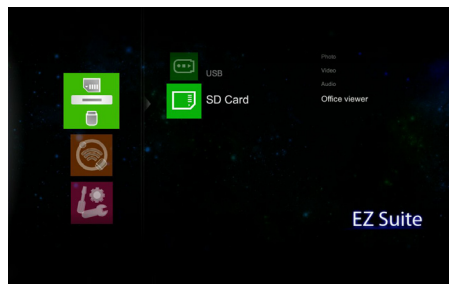 Photo
USB
Video
Audio
SD Card
Office viewer
EZ Suite